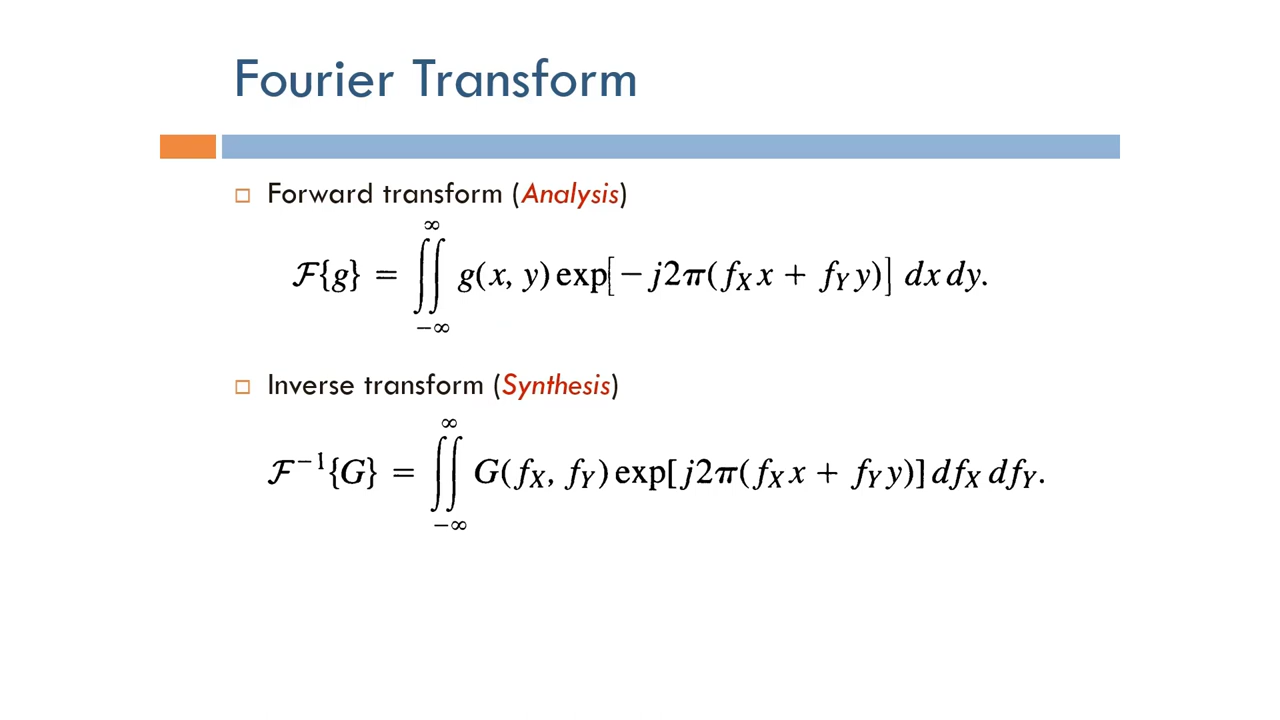 Fourier Transform
Forward transform (Analysis)
ℱ{g} = ∬_{-∞}^{∞} g(x, y) exp[−j2π(f_X x + f_Y y)] dx dy.
Inverse transform (Synthesis)
ℱ^{−1}{G} = ∬_{-∞}^{∞} G(f_X, f_Y) exp[j2π(f_X x + f_Y y)] df_X df_Y.